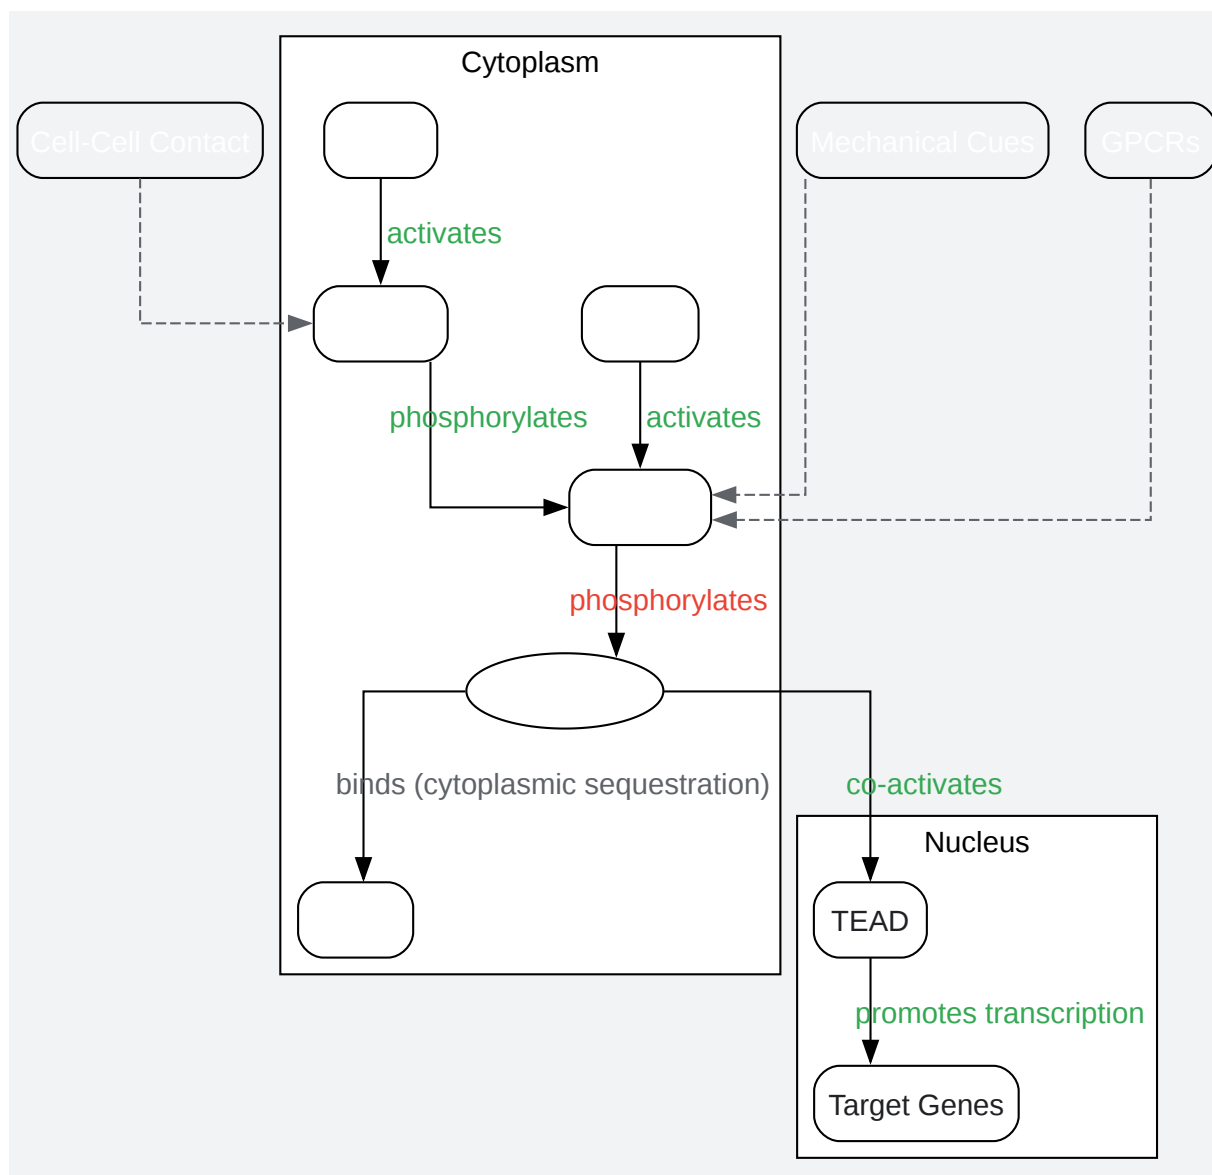 Cytoplasm
Cell-Cell Contact
Mechanical Cues
GPCRs
activates
phosphorylates
activates
phosphorylates
binds (cytoplasmic sequestration)
co-activates
Nucleus
TEAD
promotes transcription
Target Genes